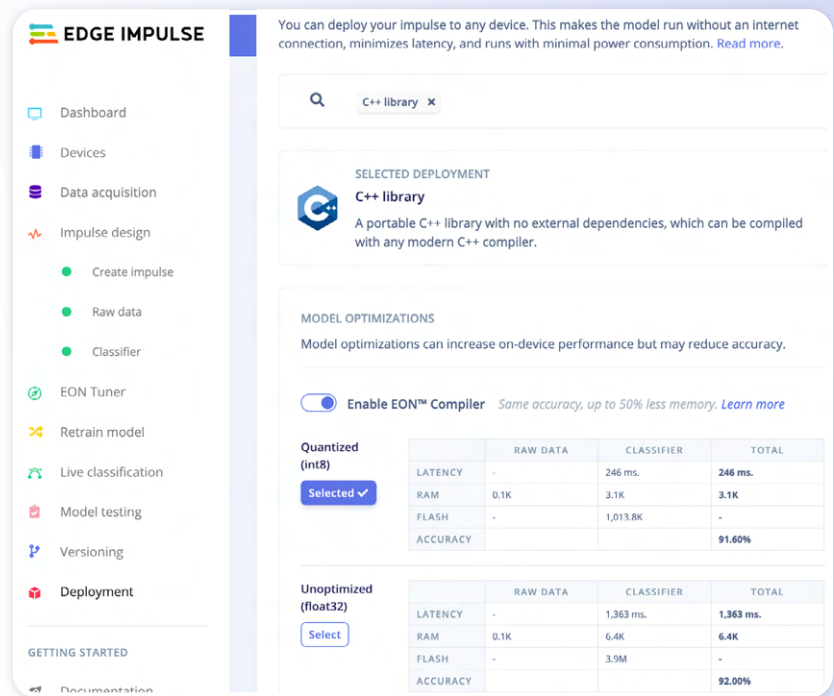 EDGE IMPULSE
Dashboard
Devices
Data acquisition
Impulse design
Create impulse
Raw data
Classifier
EON Tuner
Retrain model
Live classification
Model testing
Versioning
Deployment
GETTING STARTED
Documentation
You can deploy your impulse to any device. This makes the model run without an internet
connection, minimizes latency, and runs with minimal power consumption. Read more.
C++ library ×
SELECTED DEPLOYMENT
C++ library
A portable C++ library with no external dependencies, which can be compiled
with any modern C++ compiler.
MODEL OPTIMIZATIONS
Model optimizations can increase on-device performance but may reduce accuracy.
Enable EON™ Compiler Same accuracy, up to 50% less memory. Learn more
Quantized
(int8)
Selected ✓
RAW DATA CLASSIFIER TOTAL
LATENCY - 246 ms. 246 ms.
RAM 0.1K 3.1K 3.1K
FLASH - 1,013.8K -
ACCURACY 91.60%
Unoptimized
(float32)
Select
RAW DATA CLASSIFIER TOTAL
LATENCY - 1,363 ms. 1,363 ms.
RAM 0.1K 6.4K 6.4K
FLASH - 3.9M -
ACCURACY 92.00%